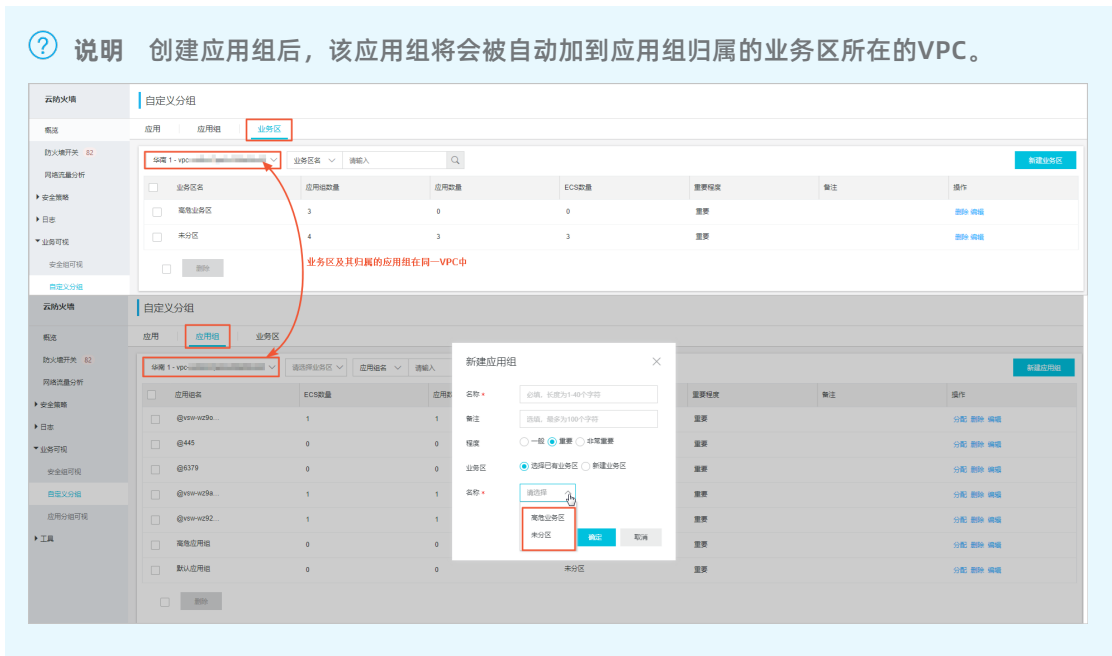 说明 创建应用组后，该应用组将会被自动加到应用组归属的业务区所在的VPC。
云防火墙
自定义分组
概览
应用 应用组 业务区
防火墙开关 82
华南 1 - vpc- 业务区名 请输入 新建业务区
网络流量分析
业务区名 应用组数量 应用数量 ECS数量 重要程度 备注 操作
安全策略
高危业务区 3 0 0 重要 删除 编辑
日志
未分区 4 3 3 重要 删除 编辑
业务可视
业务区及其归属的应用组在同一VPC中
安全组可视
删除
自定义分组
云防火墙
自定义分组
概览
应用 应用组 业务区
防火墙开关 82
华南 1 - vpc- 请选择业务区 应用组名 请输入 新建应用组
网络流量分析
应用组名 ECS数量 应用数 重要程度 备注 操作
安全策略
@vsw-wz9o... 1 1 重要 分配 删除 编辑
日志
@445 0 0 重要 分配 删除 编辑
业务可视
@6379 0 0 重要 分配 删除 编辑
安全组可视
自定义分组
@vsw-wz9a... 1 1 重要 分配 删除 编辑
应用分组可视
@vsw-wz92... 1 1 重要 分配 删除 编辑
工具
高危应用组 0 0 重要 分配 删除 编辑
默认应用组 0 0 未分区 重要 分配 删除 编辑
删除
新建应用组
名称 * 必填，长度为1-40个字符
备注 选填，最多为100个字符
程度 一般 重要 非常重要
业务区 选择已有业务区 新建业务区
名称 * 请选择
高危业务区
未分区
确定 取消